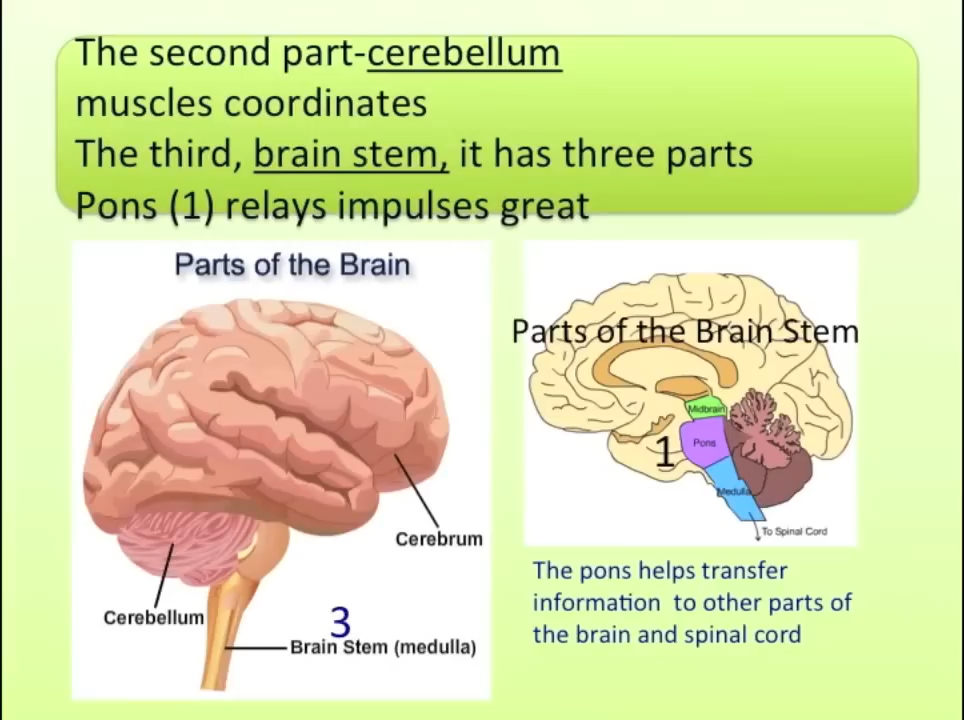 The second part-cerebellum
muscles coordinates
The third, brain stem, it has three parts
Pons (1) relays impulses great
Parts of the Brain
Cerebrum
Cerebellum
3
Brain Stem (medulla)
Parts of the Brain Stem
Midbrain
1
Pons
Medulla
To Spinal Cord
The pons helps transfer
information to other parts of
the brain and spinal cord